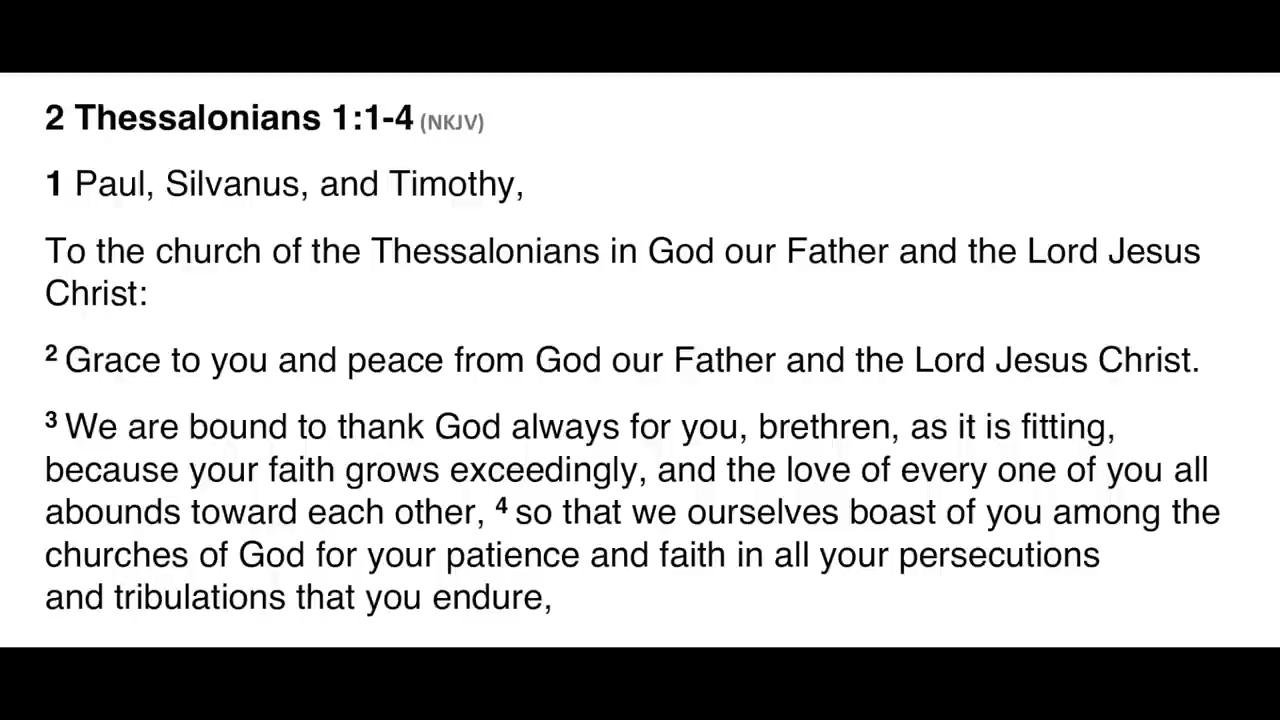 2 Thessalonians 1:1-4 (NKJV)
1 Paul, Silvanus, and Timothy,
To the church of the Thessalonians in God our Father and the Lord Jesus
Christ:
2 Grace to you and peace from God our Father and the Lord Jesus Christ.
3 We are bound to thank God always for you, brethren, as it is fitting,
because your faith grows exceedingly, and the love of every one of you all
abounds toward each other, 4 so that we ourselves boast of you among the
churches of God for your patience and faith in all your persecutions
and tribulations that you endure,